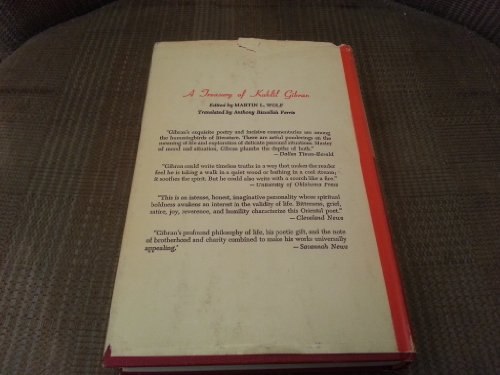 A Treasury of Kahlil Gibran
Edited by MARTIN L. WOLF
Translated by Anthony Rizcallah Ferris
"Gibran's exquisite poetry and incisive commentaries are among
the hummingbirds of literature. There are artful ponderings on the
meaning of life and exploration of delicate personal situations. Master
of mood and situation, Gibran plumbs the depths of both."
— Dallas Times-Herald
"Gibran could write timeless truths in a way that makes the reader
feel he is taking a walk in a quiet wood or bathing in a cool stream;
it soothes the spirit. But he could also write with a scorch like a fire."
— University of Oklahoma Press
"This is an intense, honest, imaginative personality whose spiritual
boldness awakens an interest in the validity of life. Bitterness, grief,
satire, joy, reverence, and humility characterize this Oriental poet."
— Cleveland News
"Gibran's profound philosophy of life, his poetic gift, and the note
of brotherhood and charity combined to make his works universally
appealing."
— Savannah News